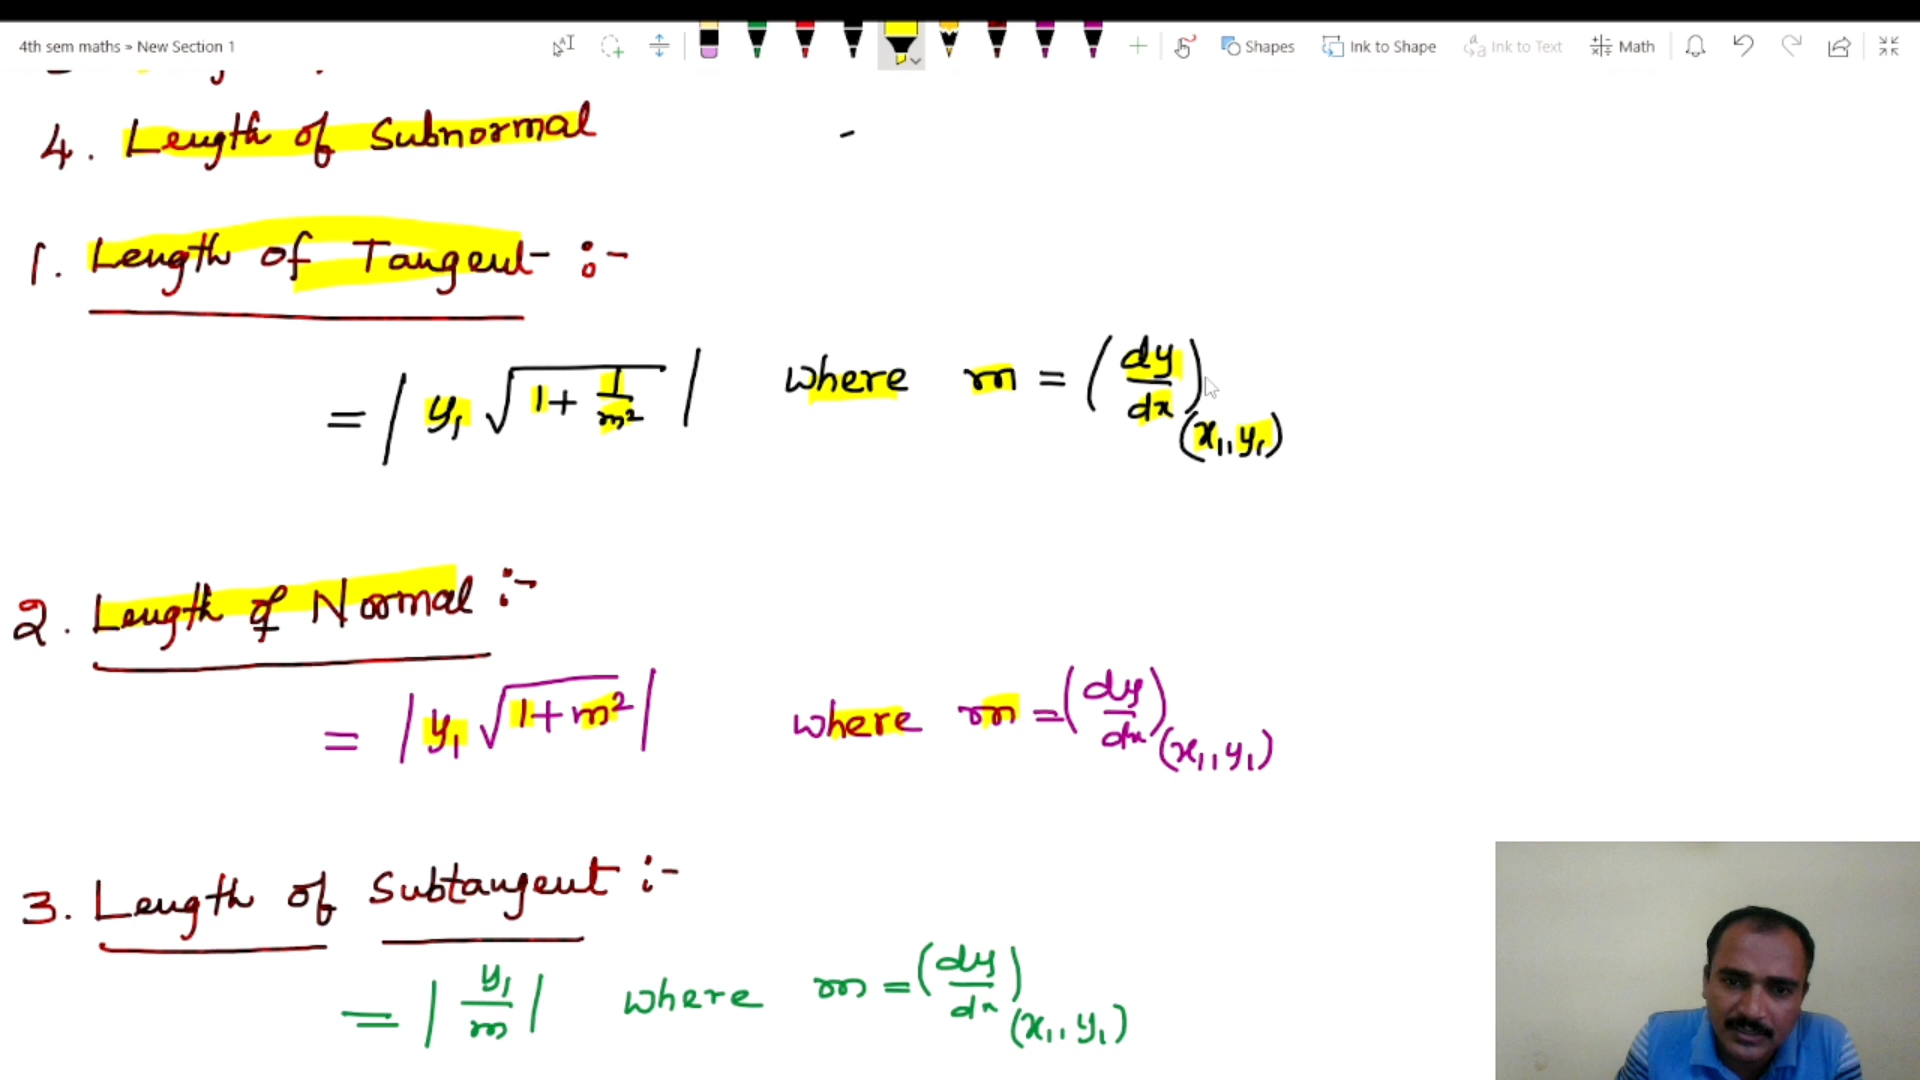 4th sem maths » New Section 1
Shapes Ink to Shape Ink to Text Math
4. Length of Subnormal
1. Length of Tangent :-
= | y₁ √(1 + 1/m²) | where m = (dy/dx)(x₁, y₁)
2. Length of Normal :-
= | y₁ √(1 + m²) | where m = (dy/dx)(x₁, y₁)
3. Length of Subtangent :-
= | y₁/m | where m = (dy/dx)(x₁, y₁)